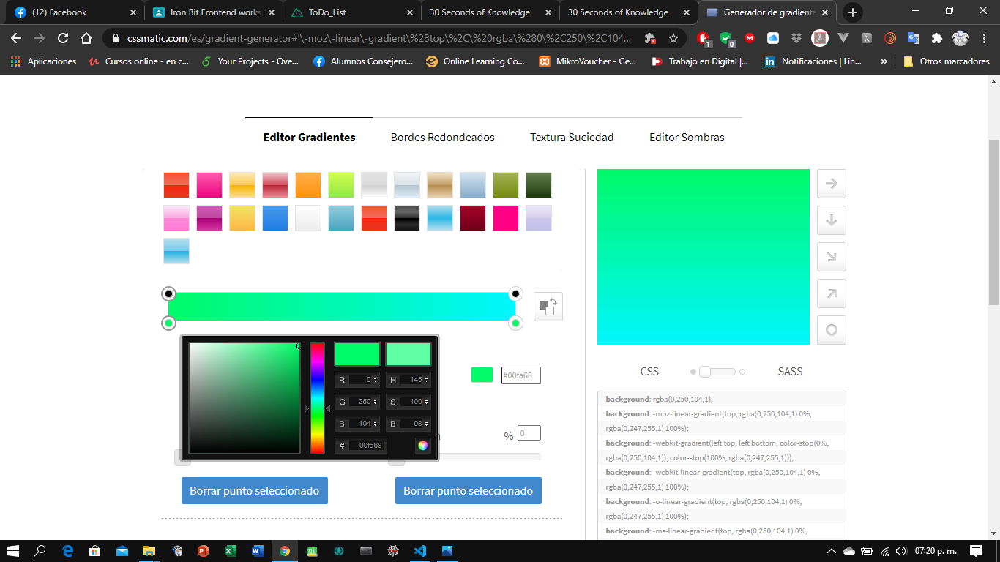 (12) Facebook
Iron Bit Frontend works
ToDo_List
30 Seconds of Knowledge
30 Seconds of Knowledge
Generador de gradiente
cssmatic.com/es/gradient-generator#'\-moz\-linear\-gradient\%28top\%2C\%20rgba\%280\%2C250\%2C104...
1
0
Aplicaciones
Cursos online - en c...
Your Projects - Ove...
Alumnos Consejero...
Online Learning Co...
MikroVoucher - Ge...
Trabajo en Digital |...
Notificaciones | Lin...
»
Otros marcadores
Editor Gradientes
Bordes Redondeados
Textura Suciedad
Editor Sombras
R 0
H 145
G 250
S 100
B 104
B 98
# 00fa68
#00fa68
% 0
Borrar punto seleccionado
Borrar punto seleccionado
CSS
SASS
background: rgba(0,250,104,1);
background: -moz-linear-gradient(top, rgba(0,250,104,1) 0%,
rgba(0,247,255,1) 100%);
background: -webkit-gradient(left top, left bottom, color-stop(0%,
rgba(0,250,104,1)), color-stop(100%, rgba(0,247,255,1)));
background: -webkit-linear-gradient(top, rgba(0,250,104,1) 0%,
rgba(0,247,255,1) 100%);
background: -o-linear-gradient(top, rgba(0,250,104,1) 0%,
rgba(0,247,255,1) 100%);
background: -ms-linear-gradient(top, rgba(0,250,104,1) 0%,
07:20 p. m.